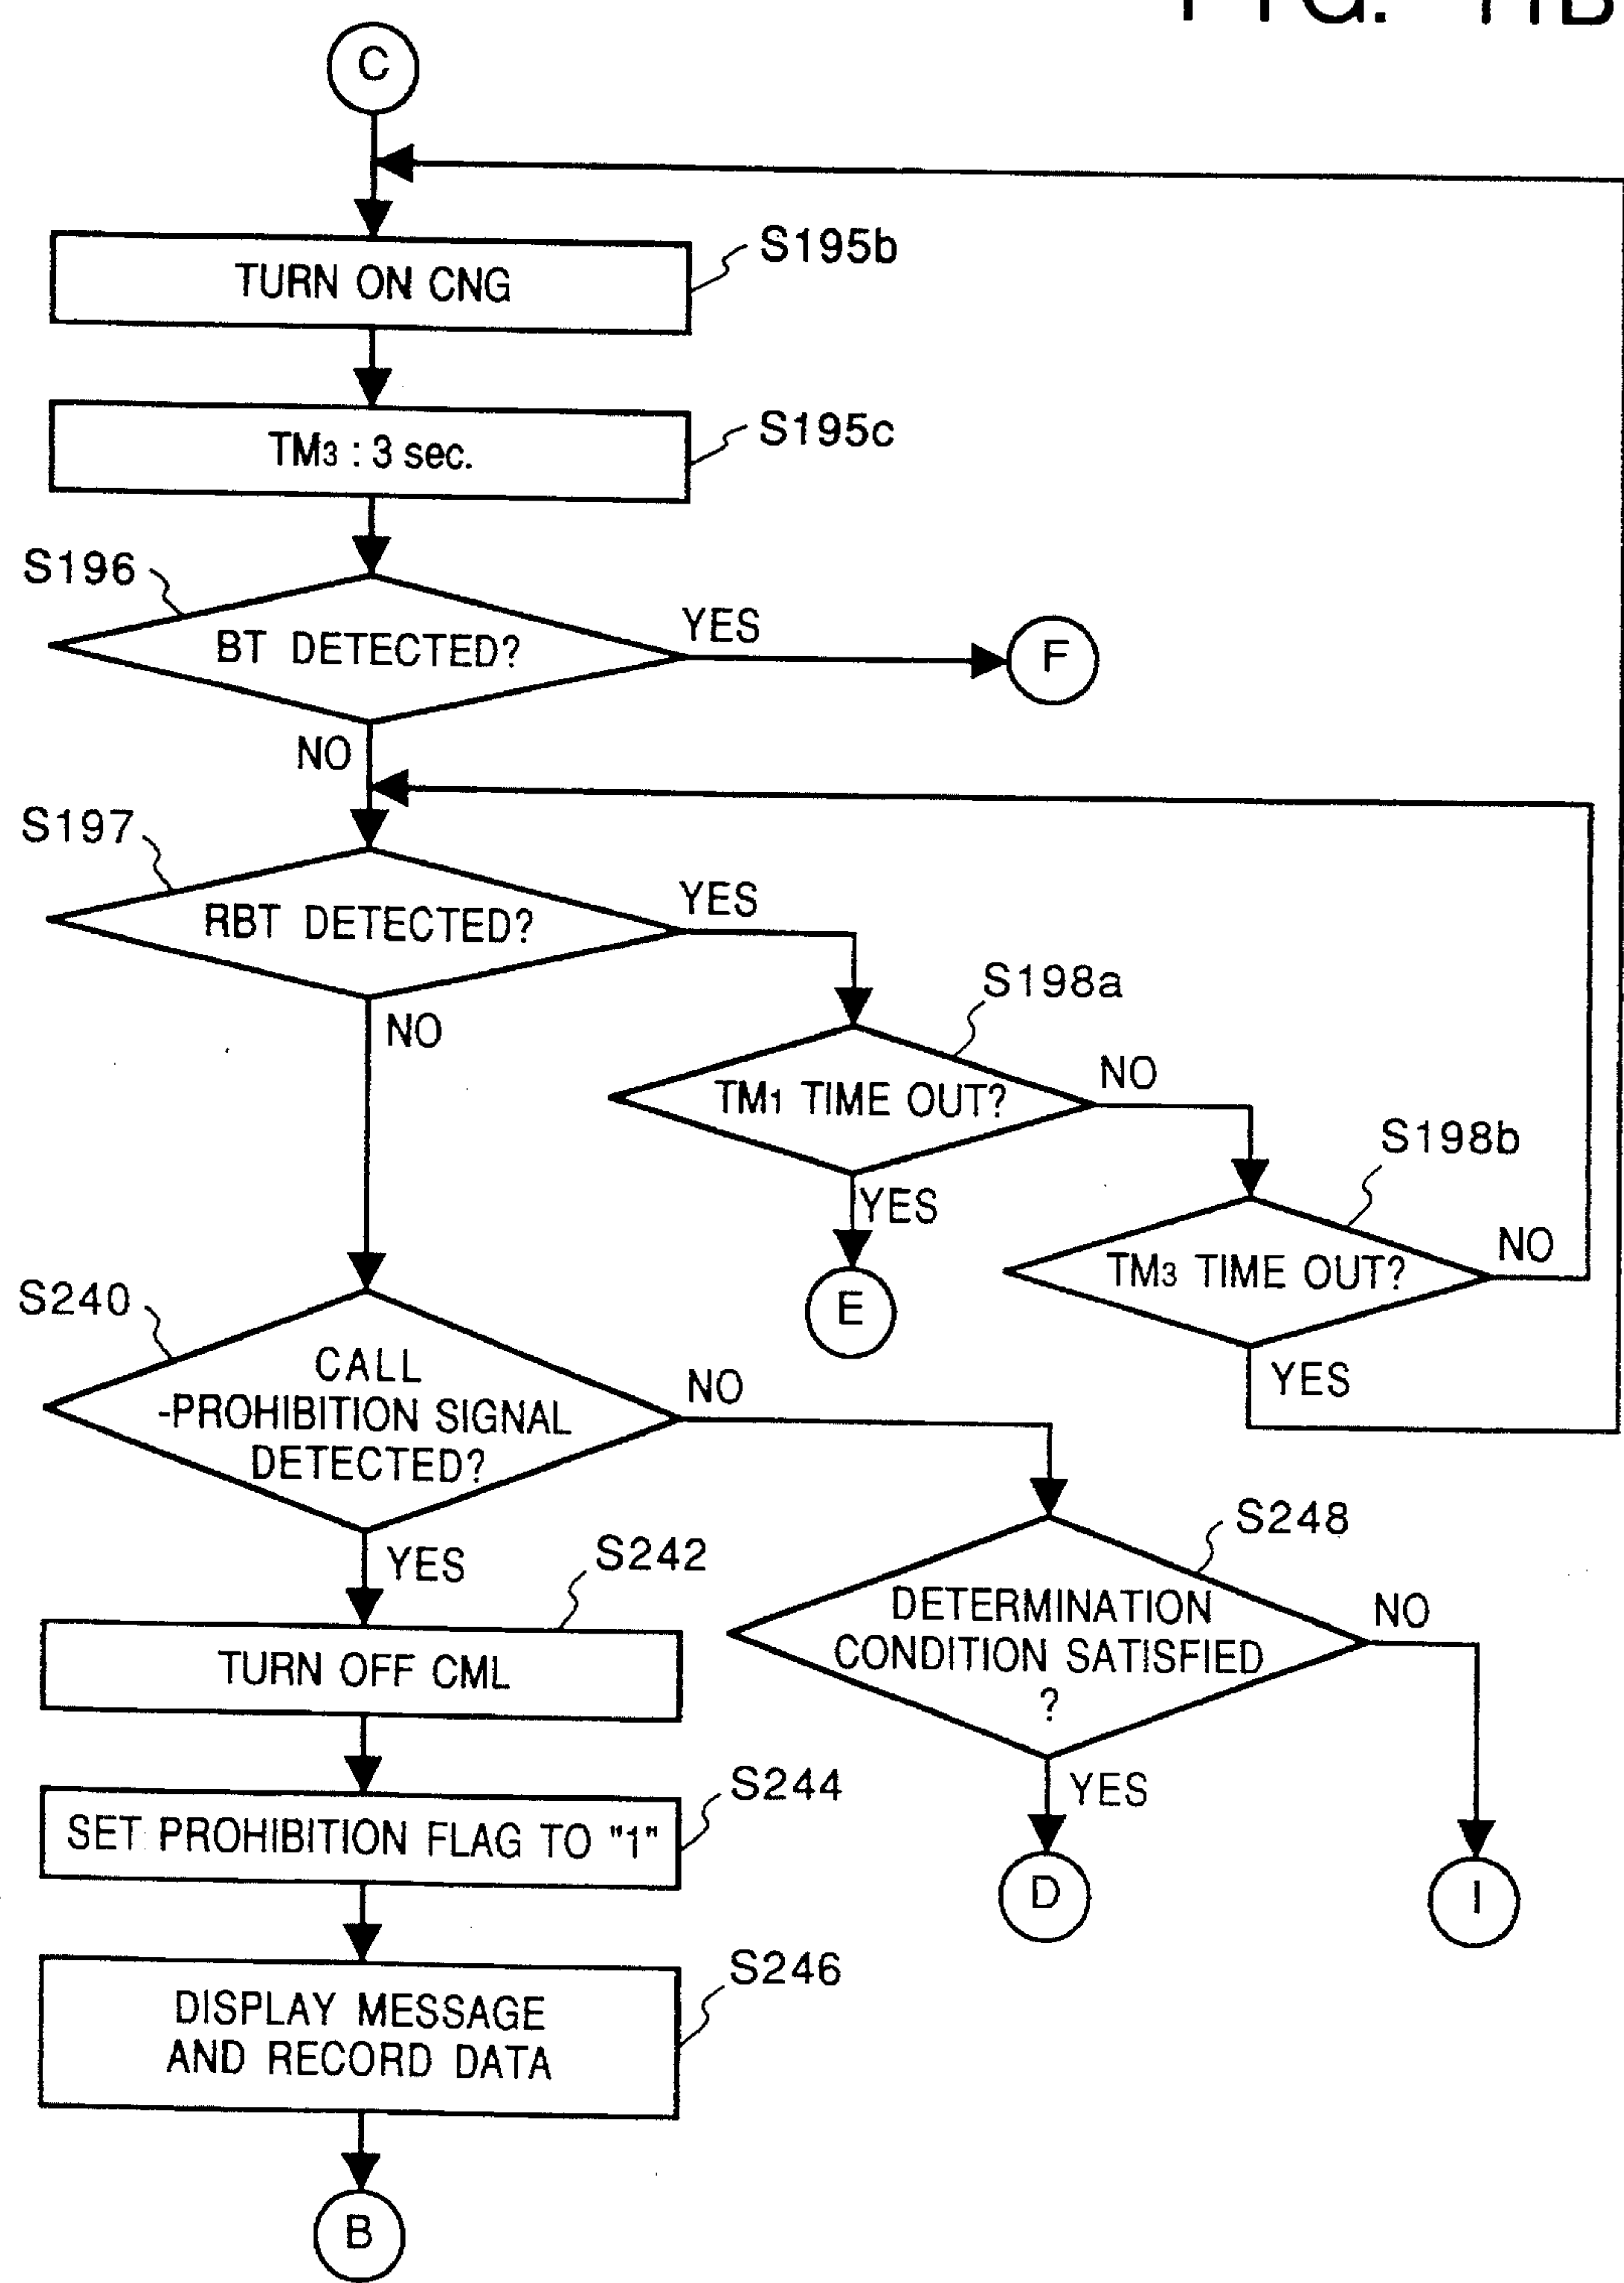 FIG. 11B
C
TURN ON CNG
S195b
TM3 : 3 sec.
S195c
S196
BT DETECTED?
YES
F
NO
S197
RBT DETECTED?
YES
NO
S198a
TM1 TIME OUT?
NO
YES
E
S198b
TM3 TIME OUT?
NO
YES
S240
CALL
-PROHIBITION SIGNAL
DETECTED?
NO
YES
S242
TURN OFF CML
S248
DETERMINATION
CONDITION SATISFIED
?
NO
YES
D
I
S244
SET PROHIBITION FLAG TO "1"
S246
DISPLAY MESSAGE
AND RECORD DATA
B